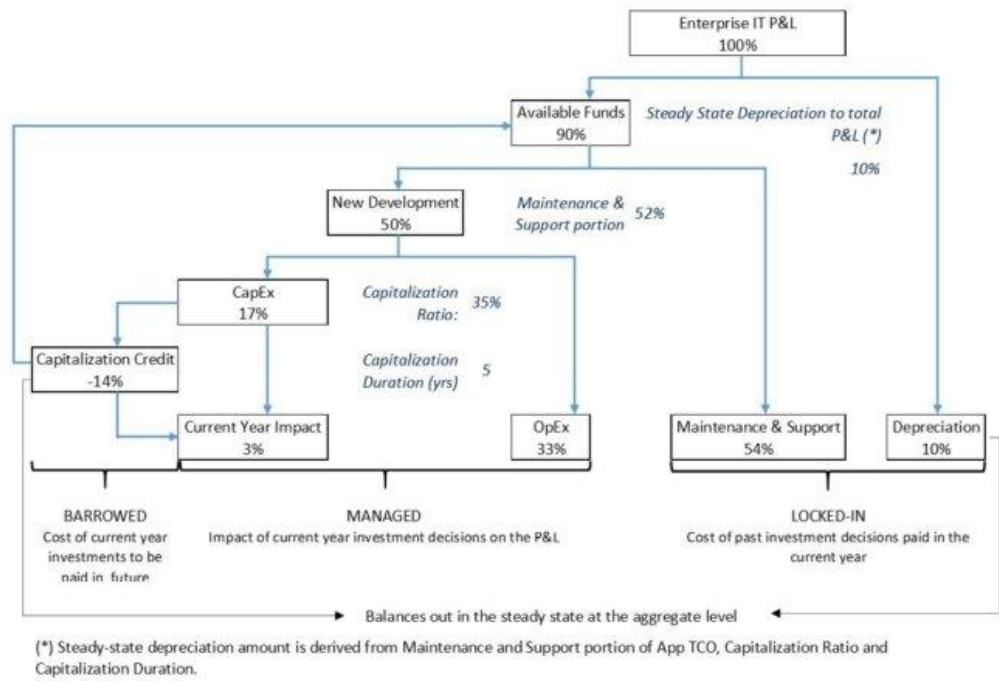 Enterprise IT P&L
100%
Available Funds
90%
Steady State Depreciation to total
P&L (*)
10%
New Development
50%
Maintenance &
Support portion
52%
CapEx
17%
Capitalization
Ratio:
35%
Capitalization Credit
-14%
Capitalization
Duration (yrs)
5
Current Year Impact
3%
OpEx
33%
Maintenance & Support
54%
Depreciation
10%
BARROWED
Cost of current year
investments to be
paid in future
MANAGED
Impact of current year investment decisions on the P&L
LOCKED-IN
Cost of past investment decisions paid in the
current year
Balances out in the steady state at the aggregate level
(*) Steady-state depreciation amount is derived from Maintenance and Support portion of App TCO, Capitalization Ratio and
Capitalization Duration.